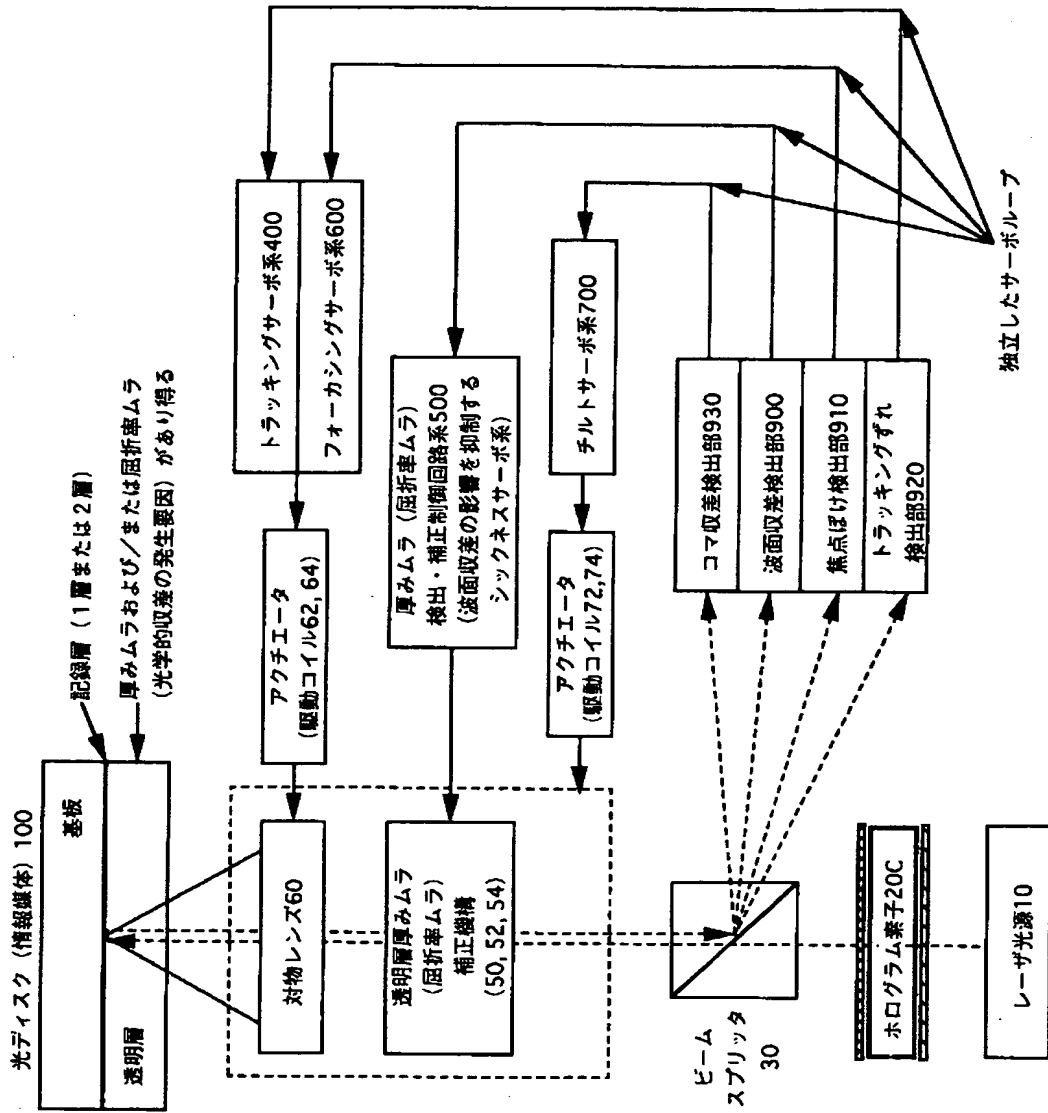 光ディスク（情報媒体）100
基板
透明層
記録層（１層または２層）
厚みムラおよび／または屈折率ムラ
（光学的収差の発生要因）があり得る
対物レンズ60
アクチエータ
(駆動コイル62, 64)
トラッキングサーボ系400
フォーカシングサーボ系600
透明層厚みムラ
(屈折率ムラ)
補正機構
(50, 52, 54)
厚みムラ（屈折率ムラ）
検出・補正制御回路系500
(波面収差の影響を抑制する
シックネスサーボ系)
アクチエータ
(駆動コイル72, 74)
チルトサーボ系700
ビーム
スプリッタ
30
コマ収差検出部930
波面収差検出部900
焦点ぼけ検出部910
トラッキングずれ
検出部920
独立したサーボループ
ホログラム素子20C
レーザ光源10